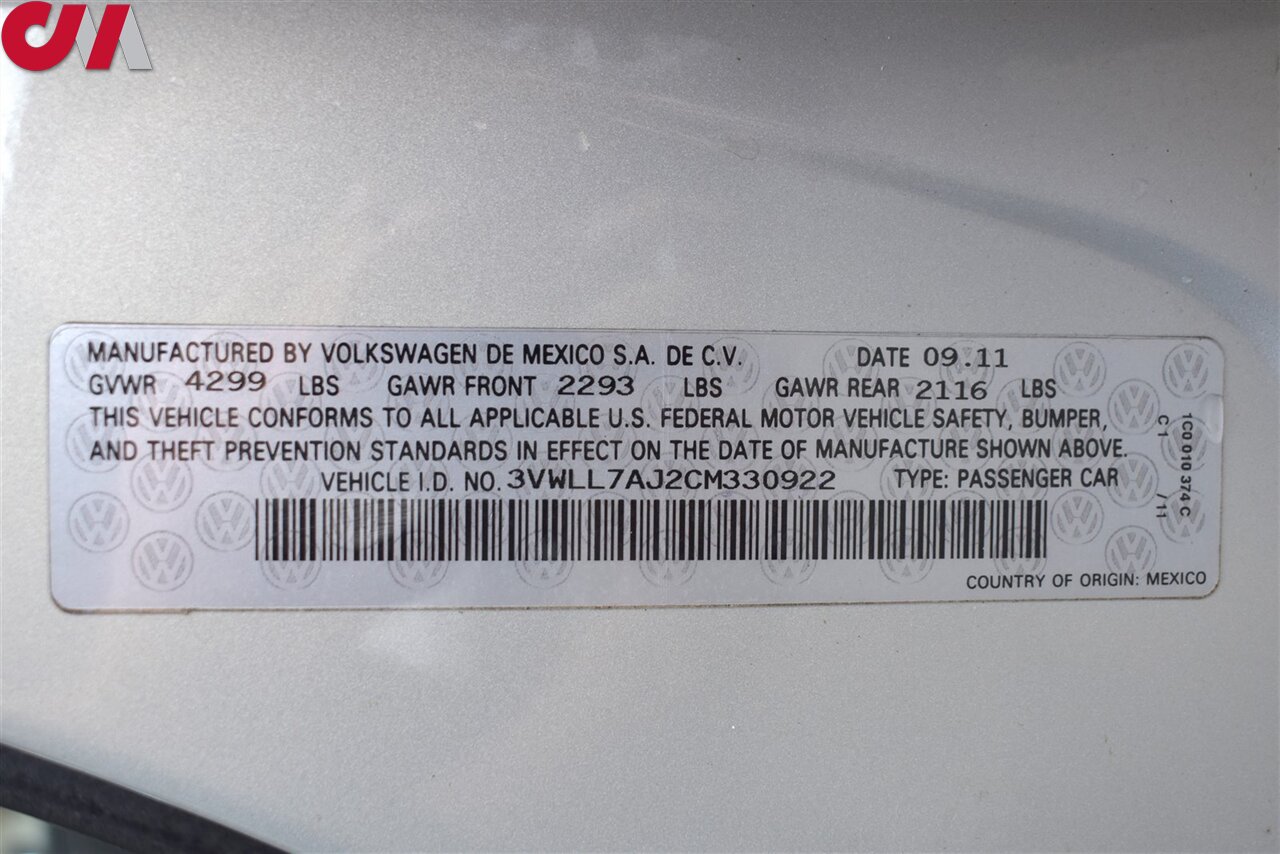 MANUFACTURED BY VOLKSWAGEN DE MEXICO S.A. DE C.V. DATE 09.11
GVWR 4299 LBS GAWR FRONT 2293 LBS GAWR REAR 2116 LBS
THIS VEHICLE CONFORMS TO ALL APPLICABLE U.S. FEDERAL MOTOR VEHICLE SAFETY, BUMPER,
AND THEFT PREVENTION STANDARDS IN EFFECT ON THE DATE OF MANUFACTURE SHOWN ABOVE.
VEHICLE I.D. NO. 3VWLL7AJ2CM330922 TYPE: PASSENGER CAR
COUNTRY OF ORIGIN: MEXICO
1C0 010 374 C
C 1 /11